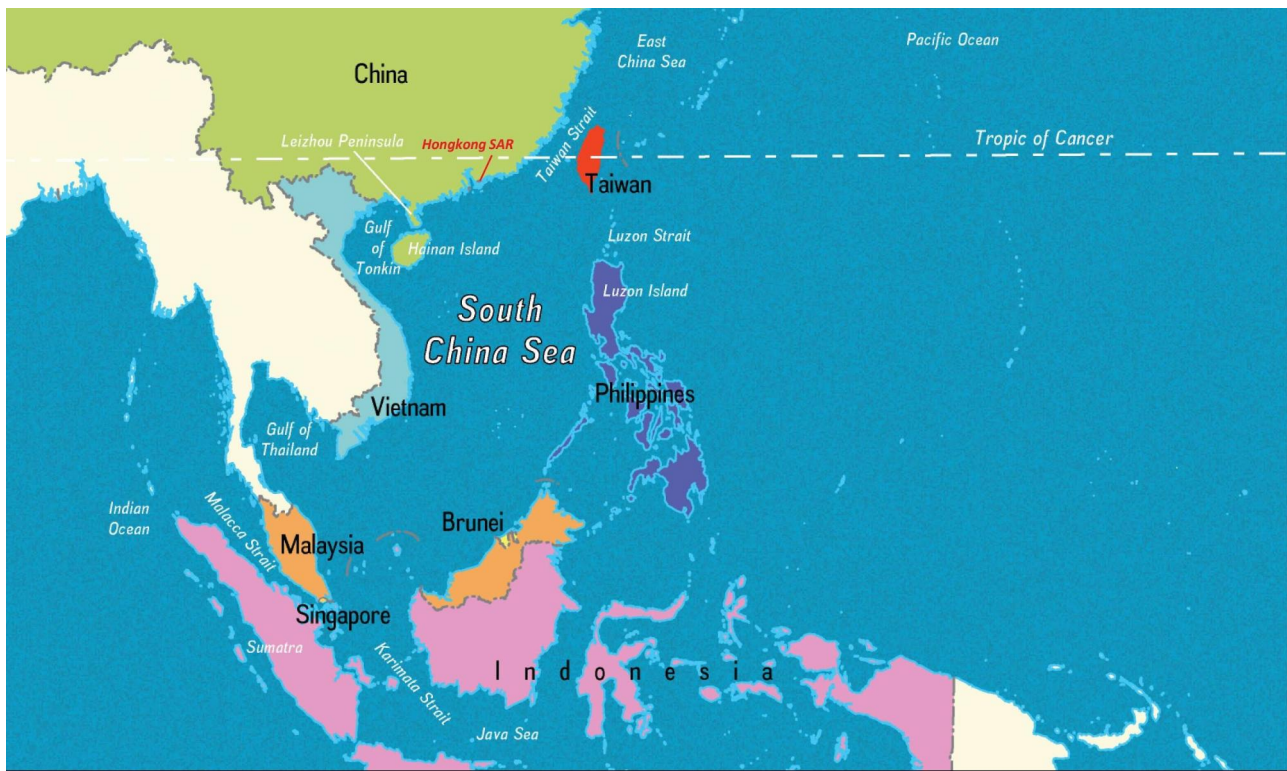 East
China Sea
Pacific Ocean
China
Leizhou Peninsula
Hongkong SAR
Taiwan Strait
Tropic of Cancer
Taiwan
Gulf
of
Tonkin
Hainan Island
Luzon Strait
Luzon Island
South
China Sea
Philippines
Vietnam
Gulf of
Thailand
Indian
Ocean
Malacca Strait
Malaysia
Brunei
Singapore
Sumatra
Karimata Strait
Indonesia
Java Sea